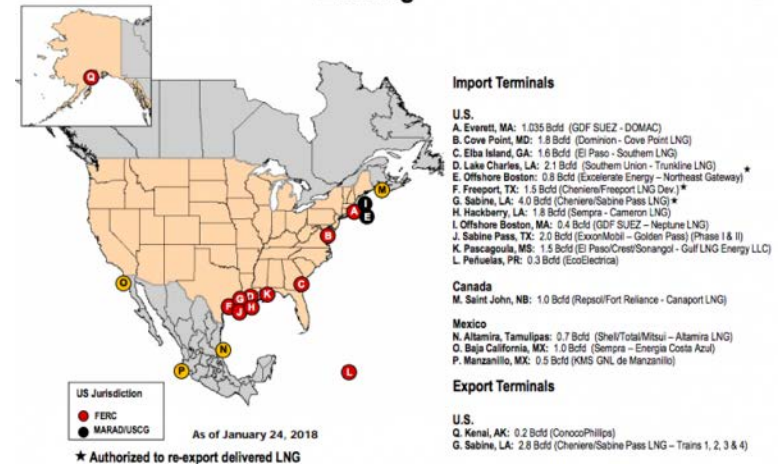 Q
M
I
A
E
B
O
C
G D K
F J H
N
P
L
US Jurisdiction
FERC
MARAD/USCG
As of January 24, 2018
★ Authorized to re-export delivered LNG
Import Terminals
U.S.
A. Everett, MA: 1.035 Bcfd (GDF SUEZ - DOMAC)
B. Cove Point, MD: 1.8 Bcfd (Dominion - Cove Point LNG)
C. Elba Island, GA: 1.6 Bcfd (El Paso - Southern LNG)
D. Lake Charles, LA: 2.1 Bcfd (Southern Union - Trunkline LNG)
E. Offshore Boston: 0.8 Bcfd (Excelerate Energy – Northeast Gateway) ★
F. Freeport, TX: 1.5 Bcfd (Cheniere/Freeport LNG Dev.) ★
G. Sabine, LA: 4.0 Bcfd (Cheniere/Sabine Pass LNG) ★
H. Hackberry, LA: 1.8 Bcfd (Sempra - Cameron LNG)
I. Offshore Boston, MA: 0.4 Bcfd (GDF SUEZ – Neptune LNG)
J. Sabine Pass, TX: 2.0 Bcfd (ExxonMobil – Golden Pass) (Phase I & II)
K. Pascagoula, MS: 1.5 Bcfd (El Paso/Crest/Sonangol - Gulf LNG Energy LLC)
L. Peñuelas, PR: 0.3 Bcfd (EcoElectrica)
Canada
M. Saint John, NB: 1.0 Bcfd (Repsol/Fort Reliance - Canaport LNG)
Mexico
N. Altamira, Tamulipas: 0.7 Bcfd (Shell/Total/Mitsui – Altamira LNG)
O. Baja California, MX: 1.0 Bcfd (Sempra – Energia Costa Azul)
P. Manzanillo, MX: 0.5 Bcfd (KMS GNL de Manzanillo)
Export Terminals
U.S.
Q. Kenai, AK: 0.2 Bcfd (ConocoPhillips)
G. Sabine, LA: 2.8 Bcfd (Cheniere/Sabine Pass LNG – Trains 1, 2, 3 & 4)